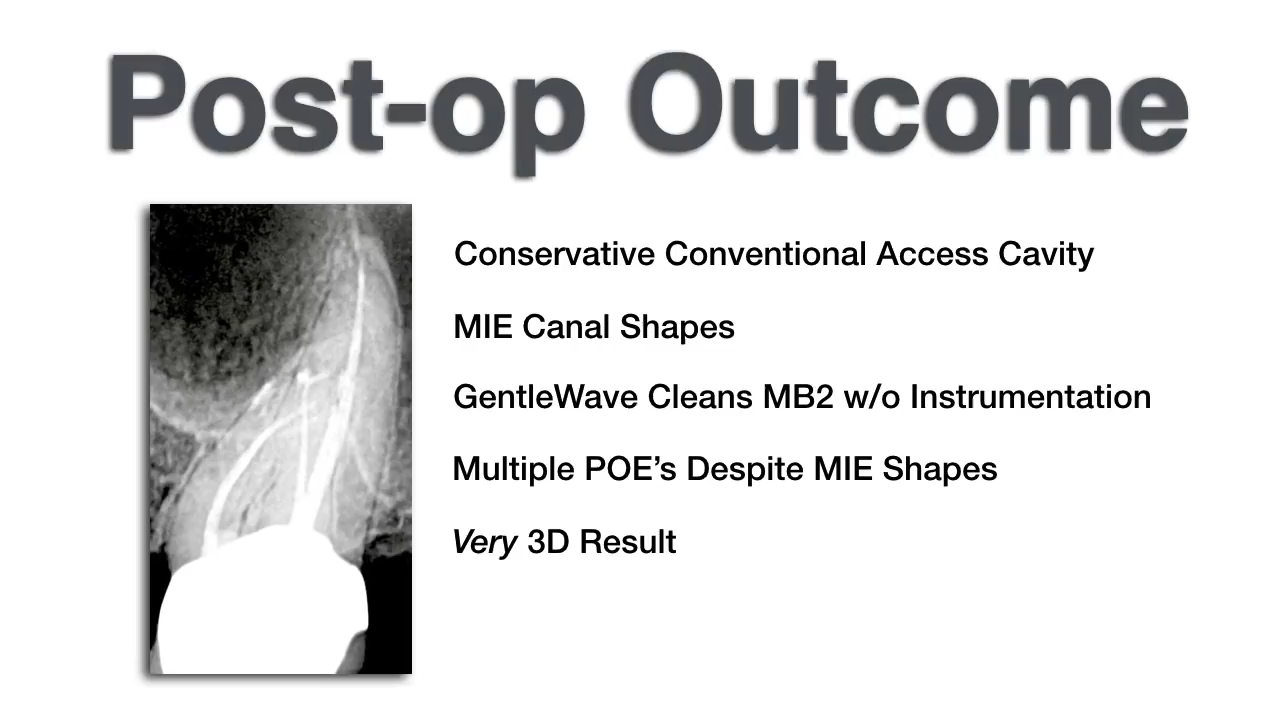 Post-op Outcome
Conservative Conventional Access Cavity
MIE Canal Shapes
GentleWave Cleans MB2 w/o Instrumentation
Multiple POE’s Despite MIE Shapes
Very 3D Result